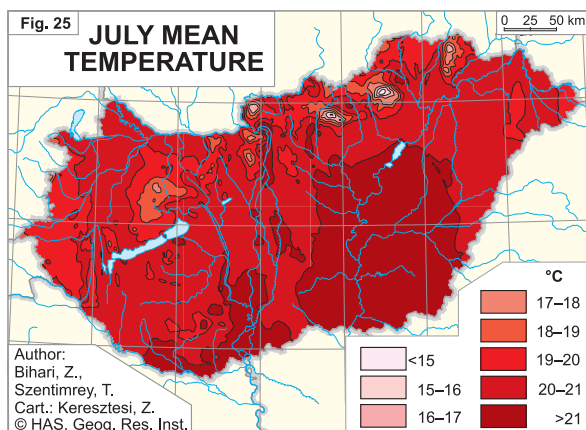 Fig. 25
JULY MEAN
TEMPERATURE
0 25 50 km
°C
17–18
18–19
19–20
20–21
>21
<15
15–16
16–17
Author:
Bihari, Z.,
Szentimrey, T.
Cart.: Keresztesi, Z.
© HAS, Geog. Res. Inst.